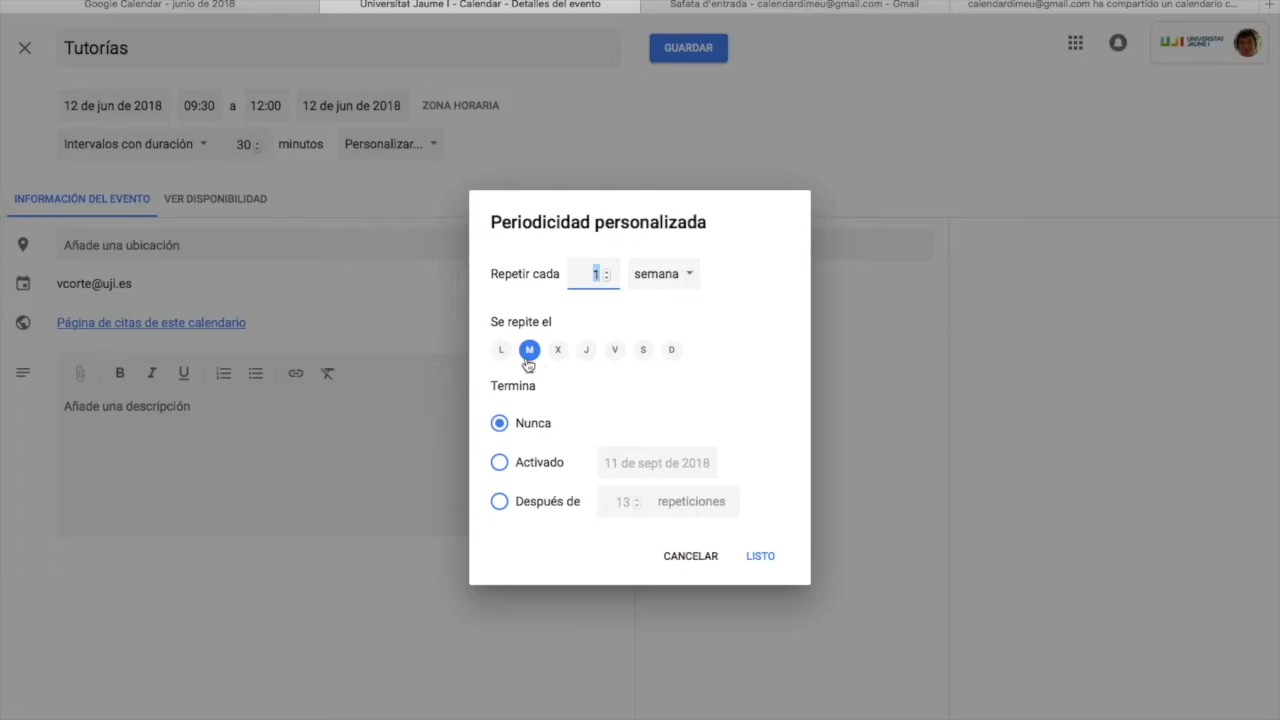 Google Calendar - junio de 2018
Universitat Jaume I - Calendar - Detalles del evento
Safata d'entrada - calendardimeu@gmail.com - Gmail
calendardimeu@gmail.com ha compartido un calendario c...
Tutorías
GUARDAR
UJI UNIVERSITAT JAUME I
12 de jun de 2018 09:30 a 12:00 12 de jun de 2018 ZONA HORARIA
Intervalos con duración 30 minutos Personalizar...
INFORMACIÓN DEL EVENTO VER DISPONIBILIDAD
Añade una ubicación
vcorte@uji.es
Página de citas de este calendario
B I U
Añade una descripción
Periodicidad personalizada
Repetir cada 1 semana
Se repite el
L M X J V S D
Termina
Nunca
Activado 11 de sept de 2018
Después de 13 repeticiones
CANCELAR LISTO